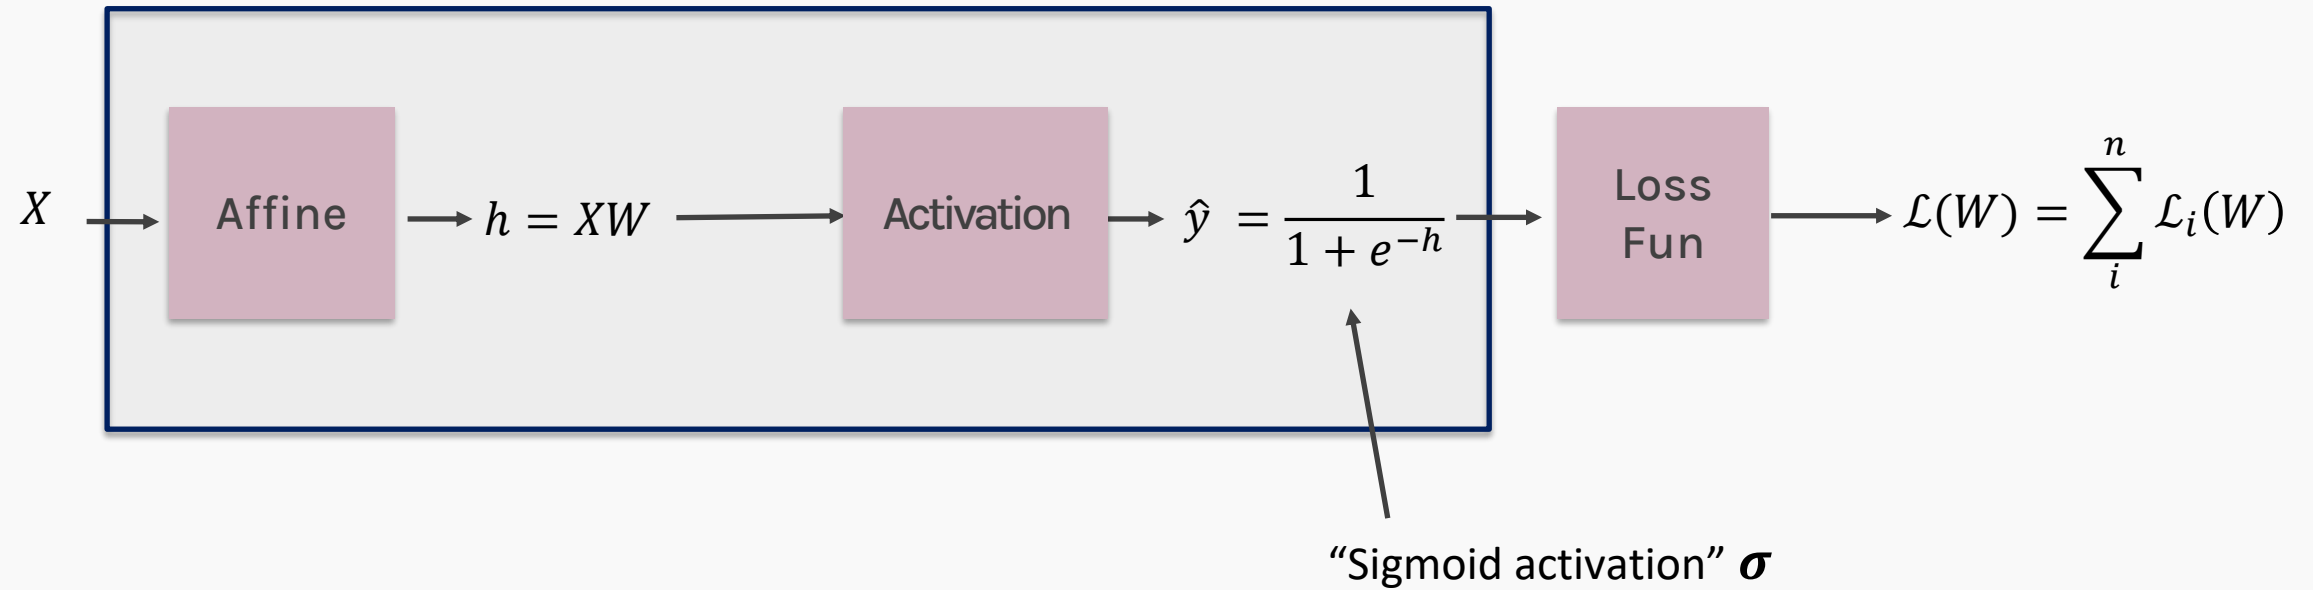 X
Affine
h = XW
Activation
ŷ = 1 / (1 + e^{-h})
Loss
Fun
ℒ(W) = ∑_{i}^{n} ℒ_i(W)
“Sigmoid activation” σ